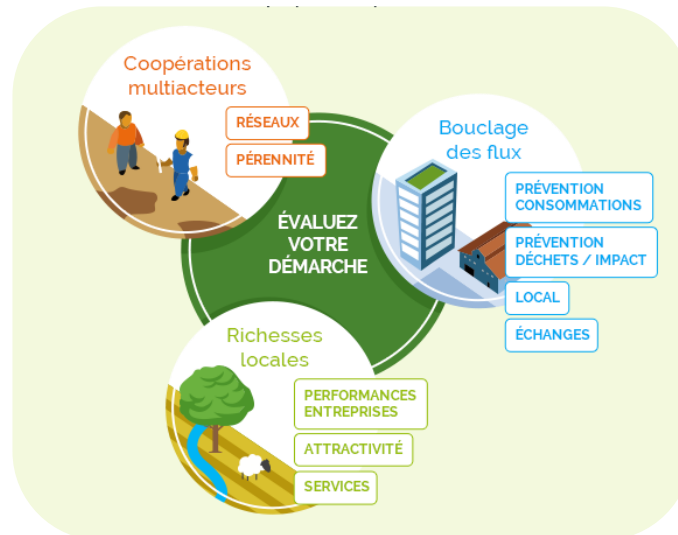 Coopérations
multiacteurs
RÉSEAUX
PÉRENNITÉ
Bouclage
des flux
PRÉVENTION
CONSOMMATIONS
PRÉVENTION
DÉCHETS / IMPACT
LOCAL
ÉCHANGES
ÉVALUEZ
VOTRE
DÉMARCHE
Richesses
locales
PERFORMANCES
ENTREPRISES
ATTRACTIVITÉ
SERVICES